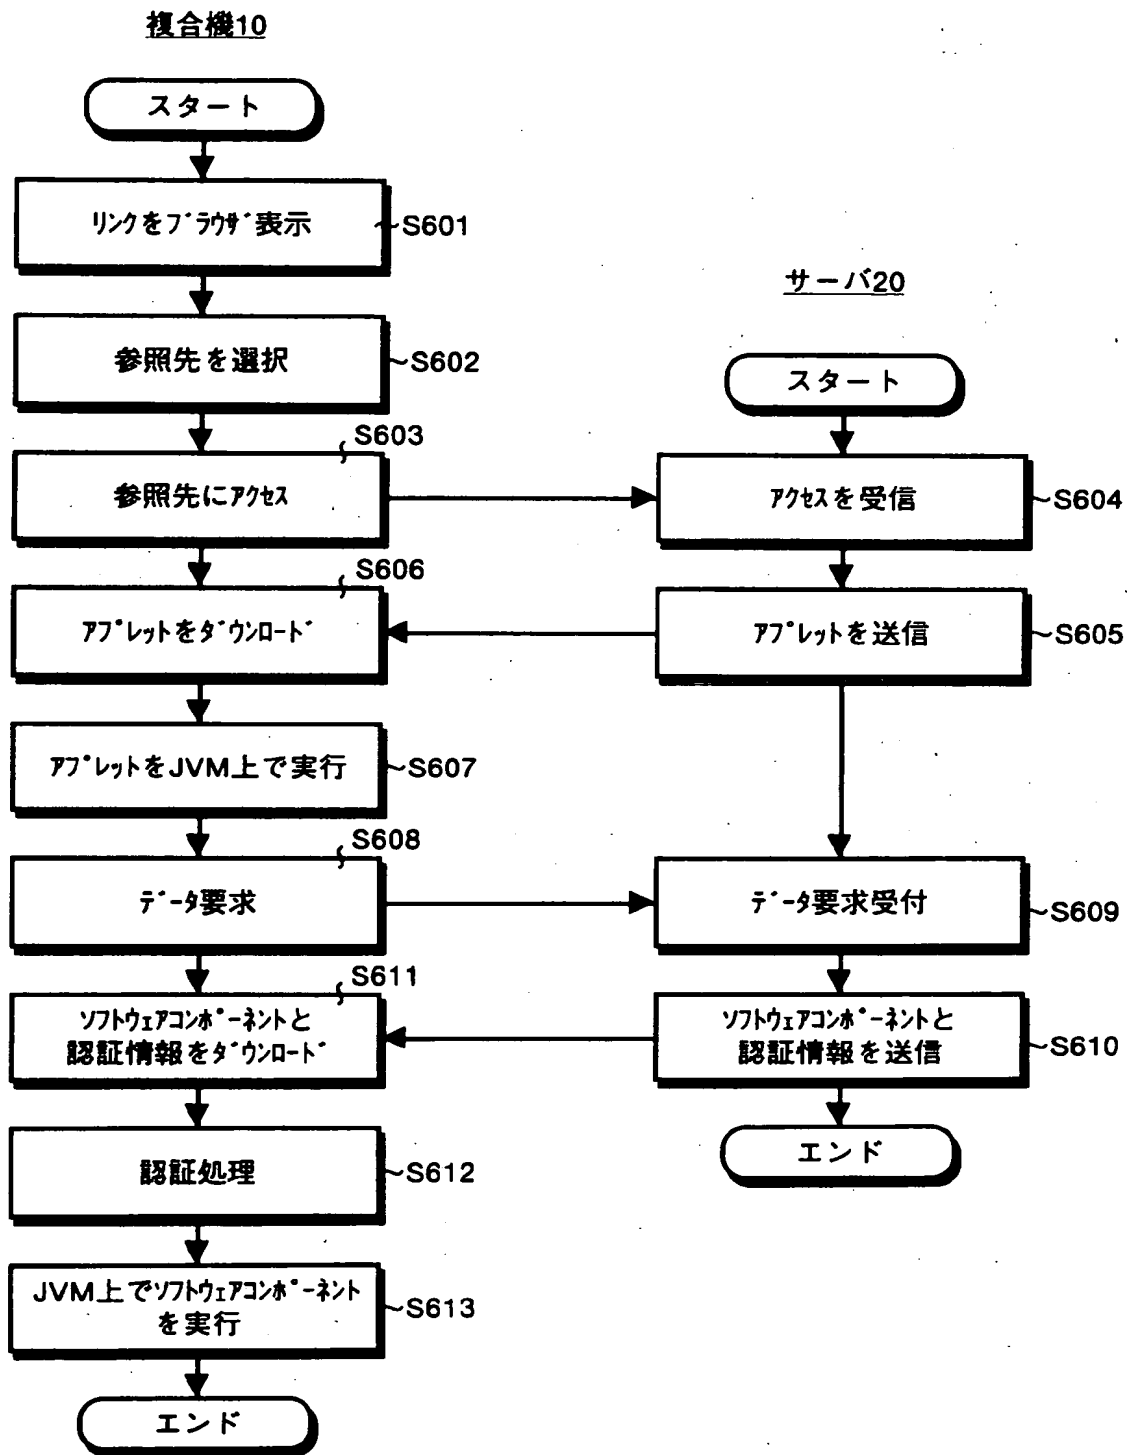 複合機10
スタート
リンクをブラウザ表示
S601
参照先を選択
S602
S603
参照先にアクセス
S606
アプレットをダウンロード
アプレットをJVM上で実行
S607
S608
データ要求
S611
ソフトウェアコンポーネントと
認証情報をダウンロード
認証処理
S612
JVM上でソフトウェアコンポーネント
を実行
S613
エンド
サーバ20
スタート
アクセスを受信
S604
アプレットを送信
S605
データ要求受付
S609
ソフトウェアコンポーネントと
認証情報を送信
S610
エンド